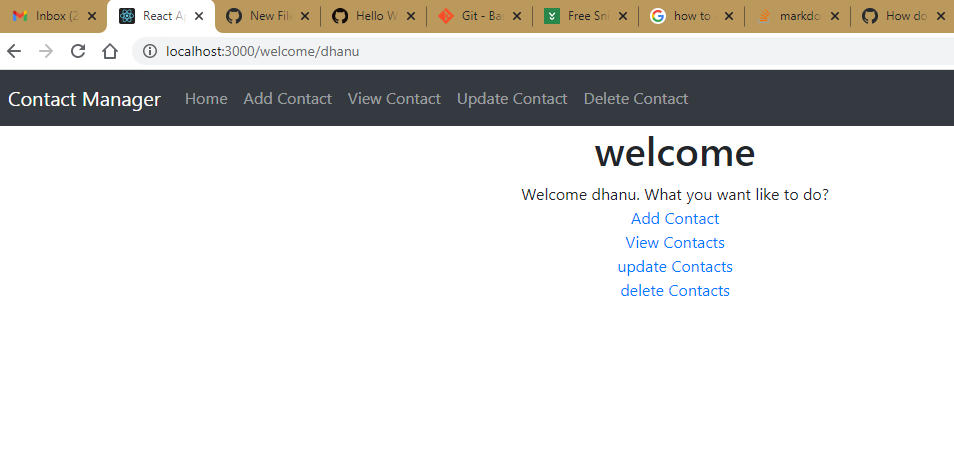 Inbox (2
React Ap
New File
Hello W
Git - Ba
Free Sni
how to
markdo
How do
localhost:3000/welcome/dhanu
Contact Manager Home Add Contact View Contact Update Contact Delete Contact
welcome
Welcome dhanu. What you want like to do?
Add Contact
View Contacts
update Contacts
delete Contacts